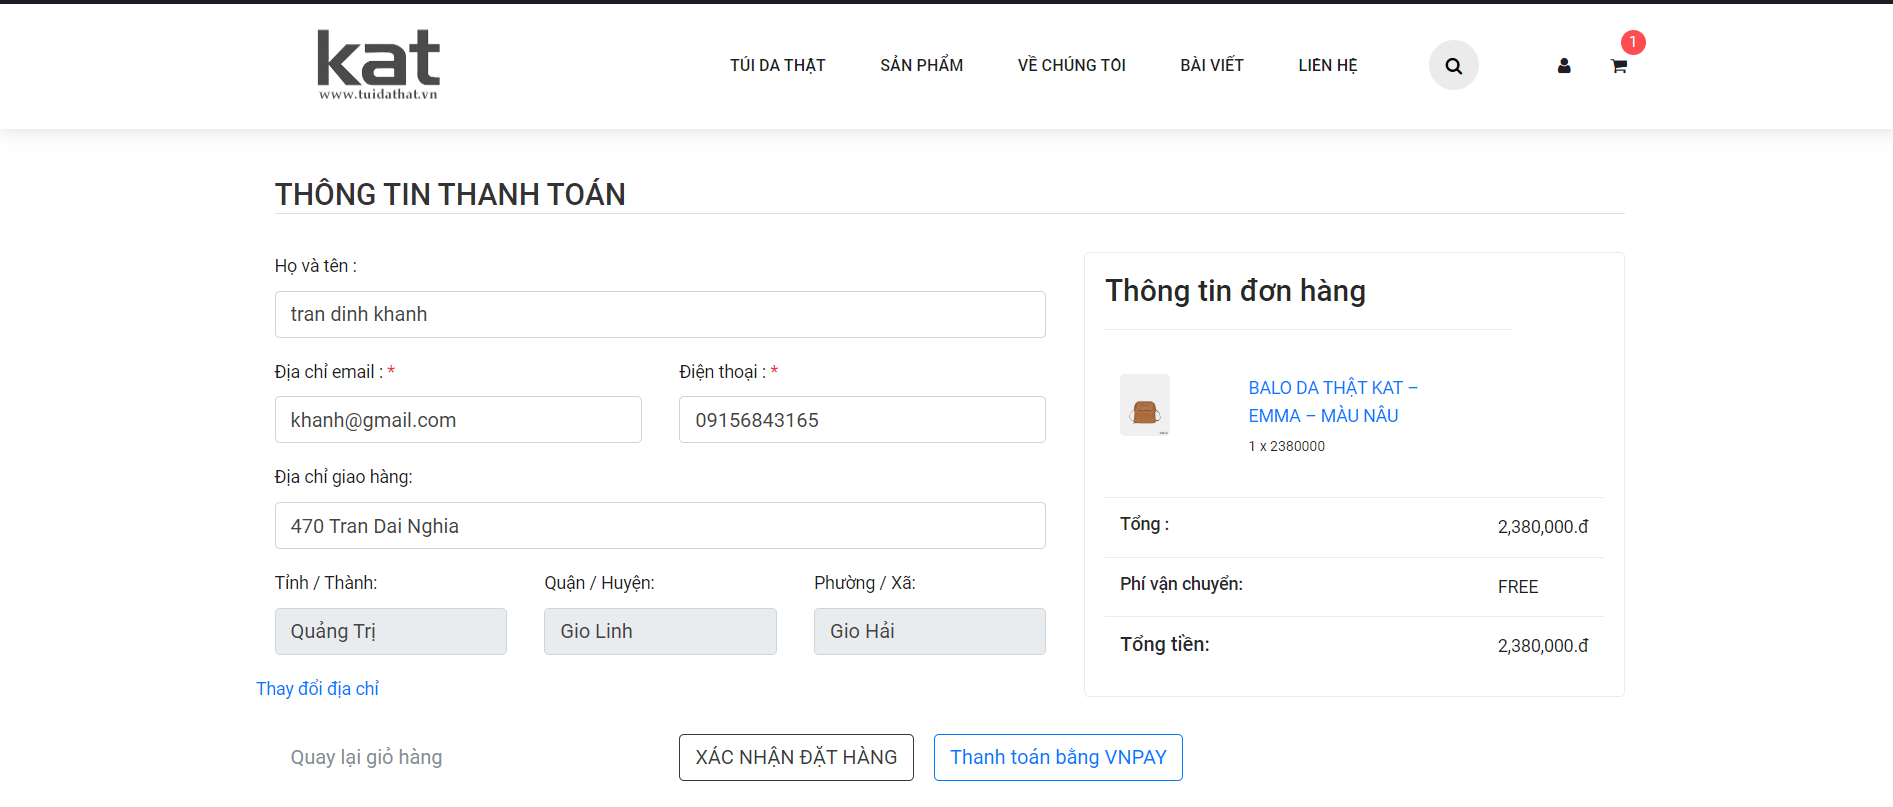 kat
www.tuidathat.vn
TÚI DA THẬT
SẢN PHẨM
VỀ CHÚNG TÔI
BÀI VIẾT
LIÊN HỆ
1
THÔNG TIN THANH TOÁN
Họ và tên :
tran dinh khanh
Địa chỉ email : *
Điện thoại : *
khanh@gmail.com
09156843165
Địa chỉ giao hàng:
470 Tran Dai Nghia
Tỉnh / Thành:
Quận / Huyện:
Phường / Xã:
Quảng Trị
Gio Linh
Gio Hải
Thay đổi địa chỉ
Quay lại giỏ hàng
XÁC NHẬN ĐẶT HÀNG
Thanh toán bằng VNPAY
Thông tin đơn hàng
BALO DA THẬT KAT –
EMMA – MÀU NÂU
1 x 2380000
Tổng :
2,380,000.đ
Phí vận chuyển:
FREE
Tổng tiền:
2,380,000.đ